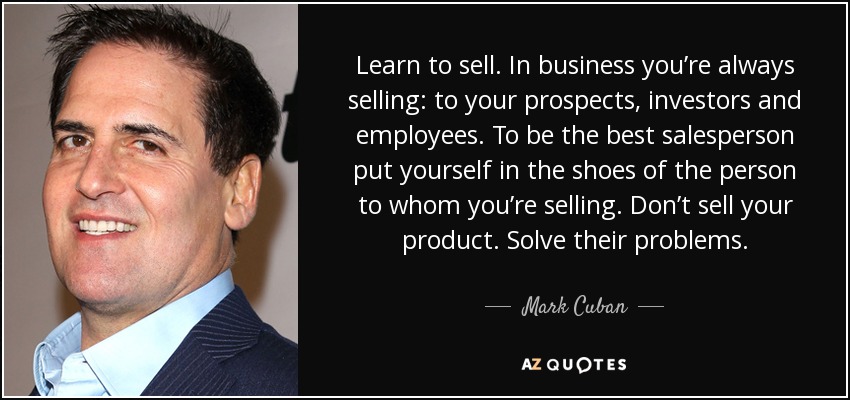 Learn to sell. In business you’re always
selling: to your prospects, investors and
employees. To be the best salesperson
put yourself in the shoes of the person
to whom you’re selling. Don’t sell your
product. Solve their problems.
Mark Cuban
AZ QUOTES